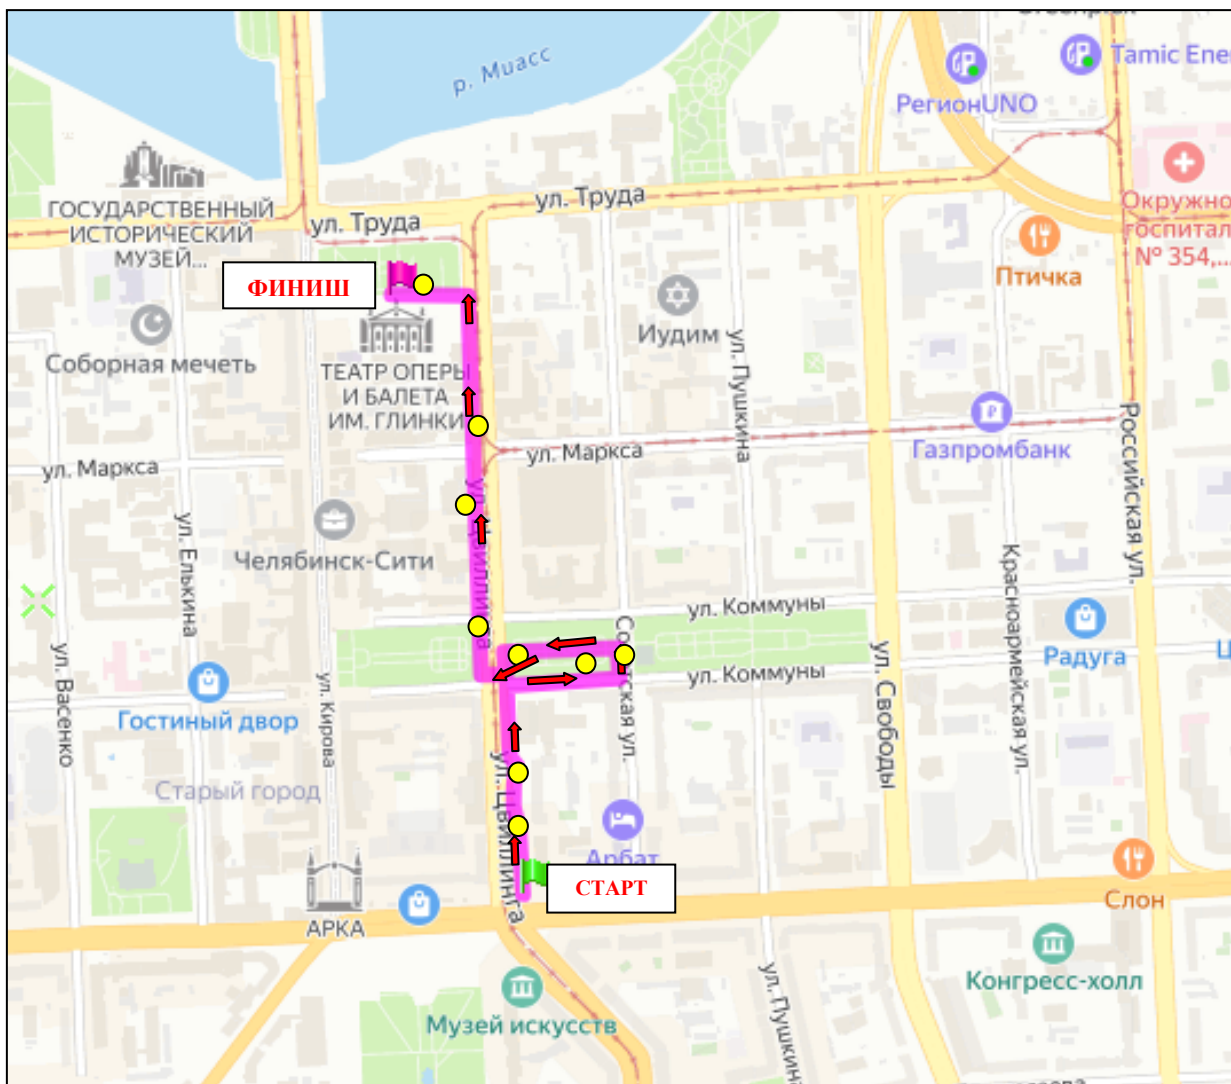 р. Миасс
Tamic Ener
РегионUNO
ГОСУДАРСТВЕННЫЙ
ИСТОРИЧЕСКИЙ
МУЗЕЙ...
ул. Труда
ул. Труда
Окружно
госпитал
№ 354,...
Птичка
ФИНИШ
Соборная мечеть
Иудим
ТЕАТР ОПЕРЫ
И БАЛЕТА
ИМ. ГЛИНКИ
ул. Пушкина
Газпромбанк
Российская ул.
ул. Маркса
ул. Маркса
ул. Елькина
Челябинск-Сити
ул. Цвиллинга
Красноармейская ул.
ул. Коммуны
Советская ул.
ул. Коммуны
Радуга
Ц
ул. Васенко
ул. Кирова
ул. Свободы
Гостиный двор
Старый город
ул. Цвиллинга
Арбат
СТАРТ
Слон
АРКА
Конгресс-холл
Музей искусств
ул. Пушкина